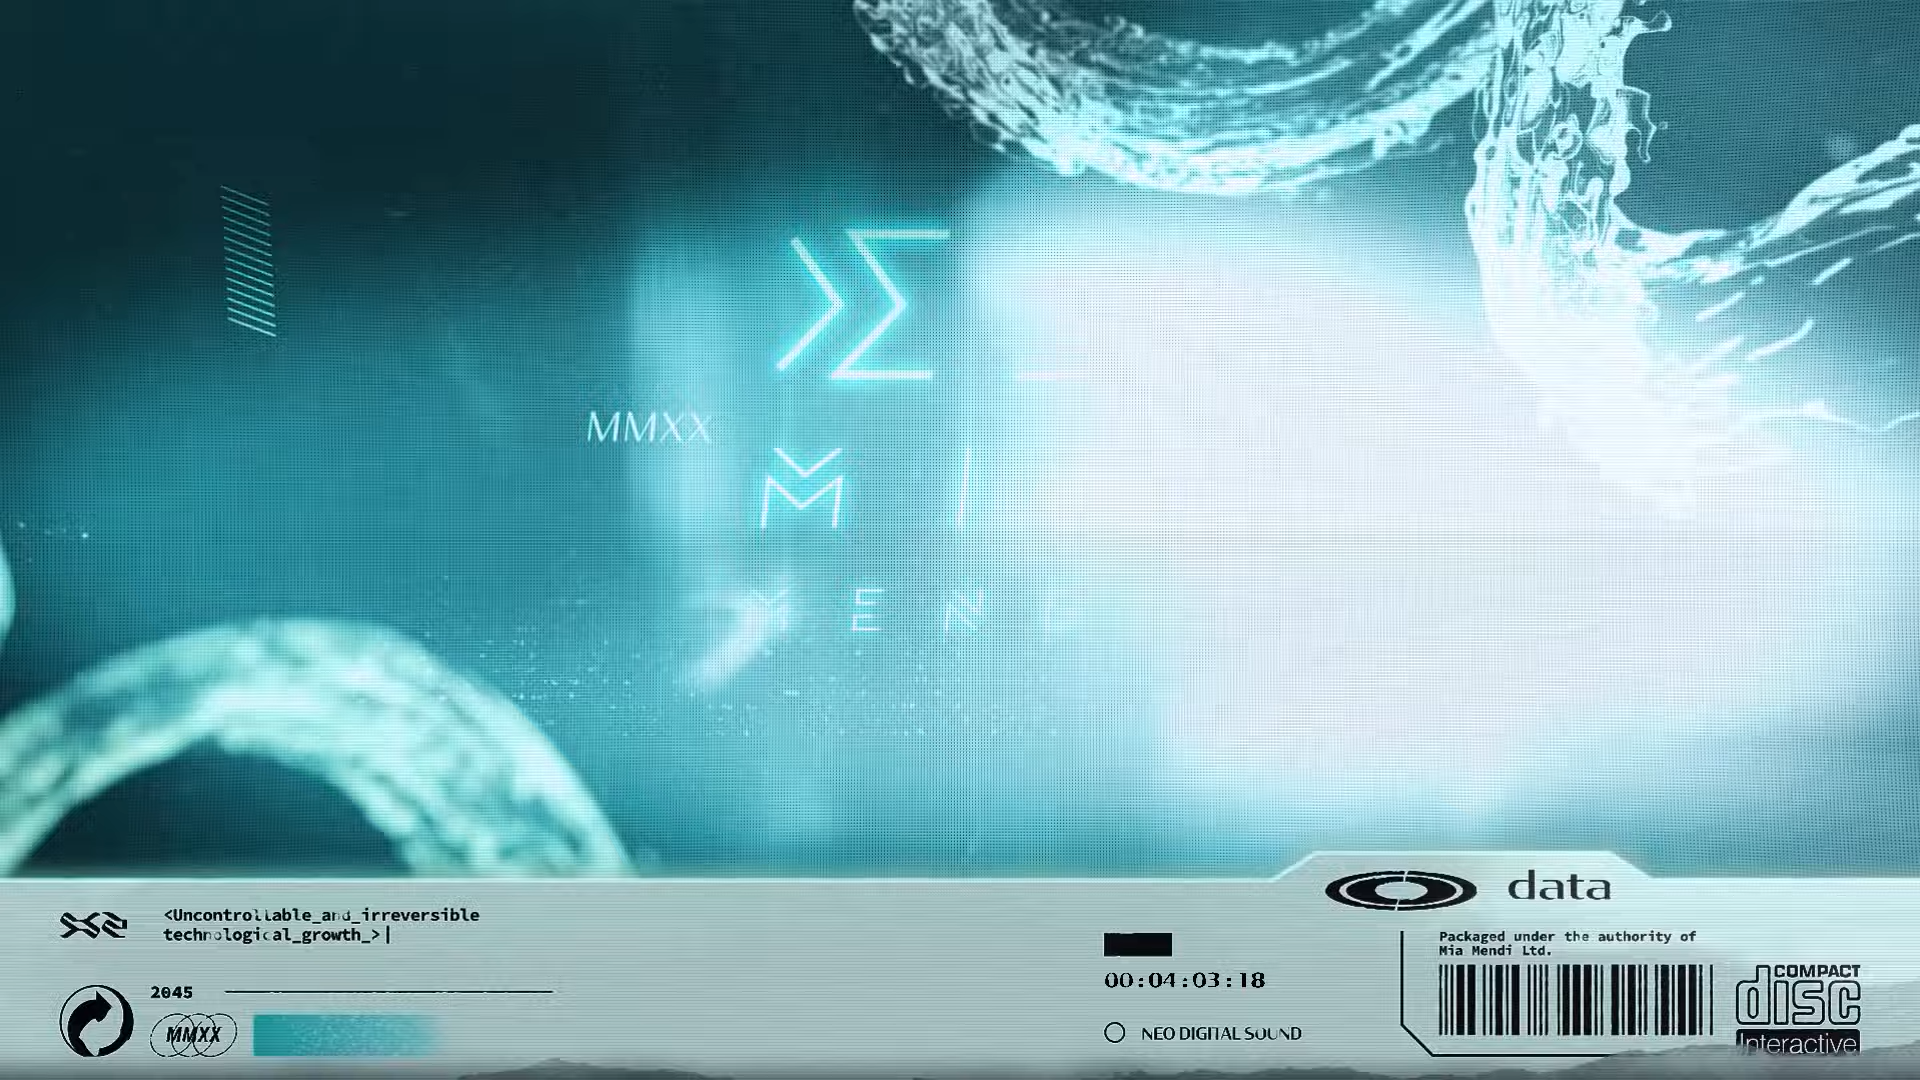 MMXX
M I
M E N
data
<Uncontrollable_and_irreversible
technological_growth_>|
Packaged under the authority of
Mia Mendi Ltd.
00:04:03:18
2045
MMXX
NEO DIGITAL SOUND
COMPACT
disc
Interactive